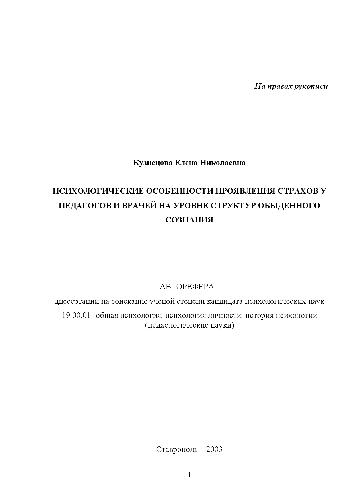 На правах рукописи
Кузнецова Елена Николаевна
ПСИХОЛОГИЧЕСКИЕ ОСОБЕННОСТИ ПРОЯВЛЕНИЯ СТРАХОВ У
ПЕДАГОГОВ И ВРАЧЕЙ НА УРОВНЕ СТРУКТУР ОБЫДЕННОГО
СОЗНАНИЯ
АВТОРЕФЕРАТ
диссертации на соискание ученой степени кандидата психологических наук
19.00.01- общая психология, психология личности, история психологии
(психологические науки)
Ставрополь – 2003
1